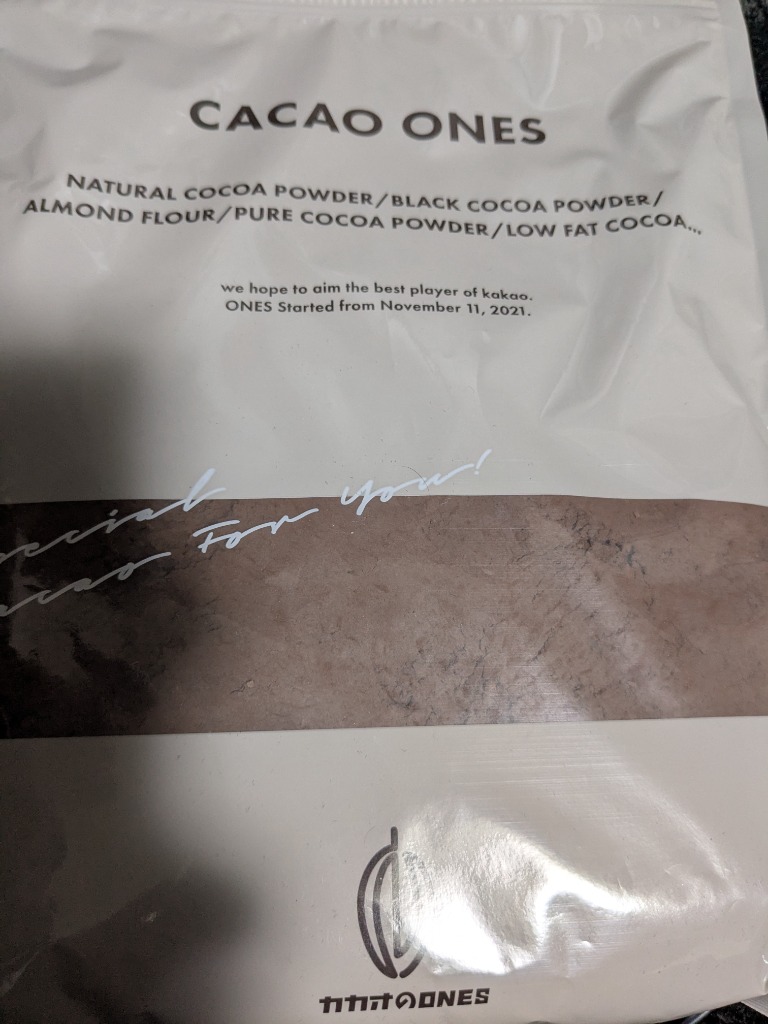 CACAO ONES
NATURAL COCOA POWDER/BLACK COCOA POWDER/
ALMOND FLOUR/PURE COCOA POWDER/LOW FAT COCOA...
we hope to aim the best player of kakao.
ONES Started from November 11, 2021.
pecial
acao For You!
カカオのONES